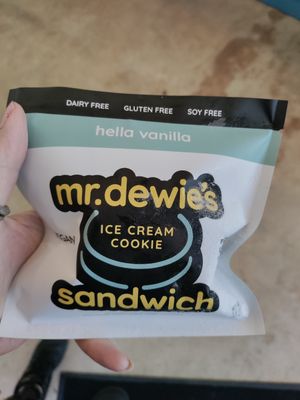 DAIRY FREE GLUTEN FREE SOY FREE
hella vanilla
mr.dewie's
ICE CREAM
COOKIE
sandwich